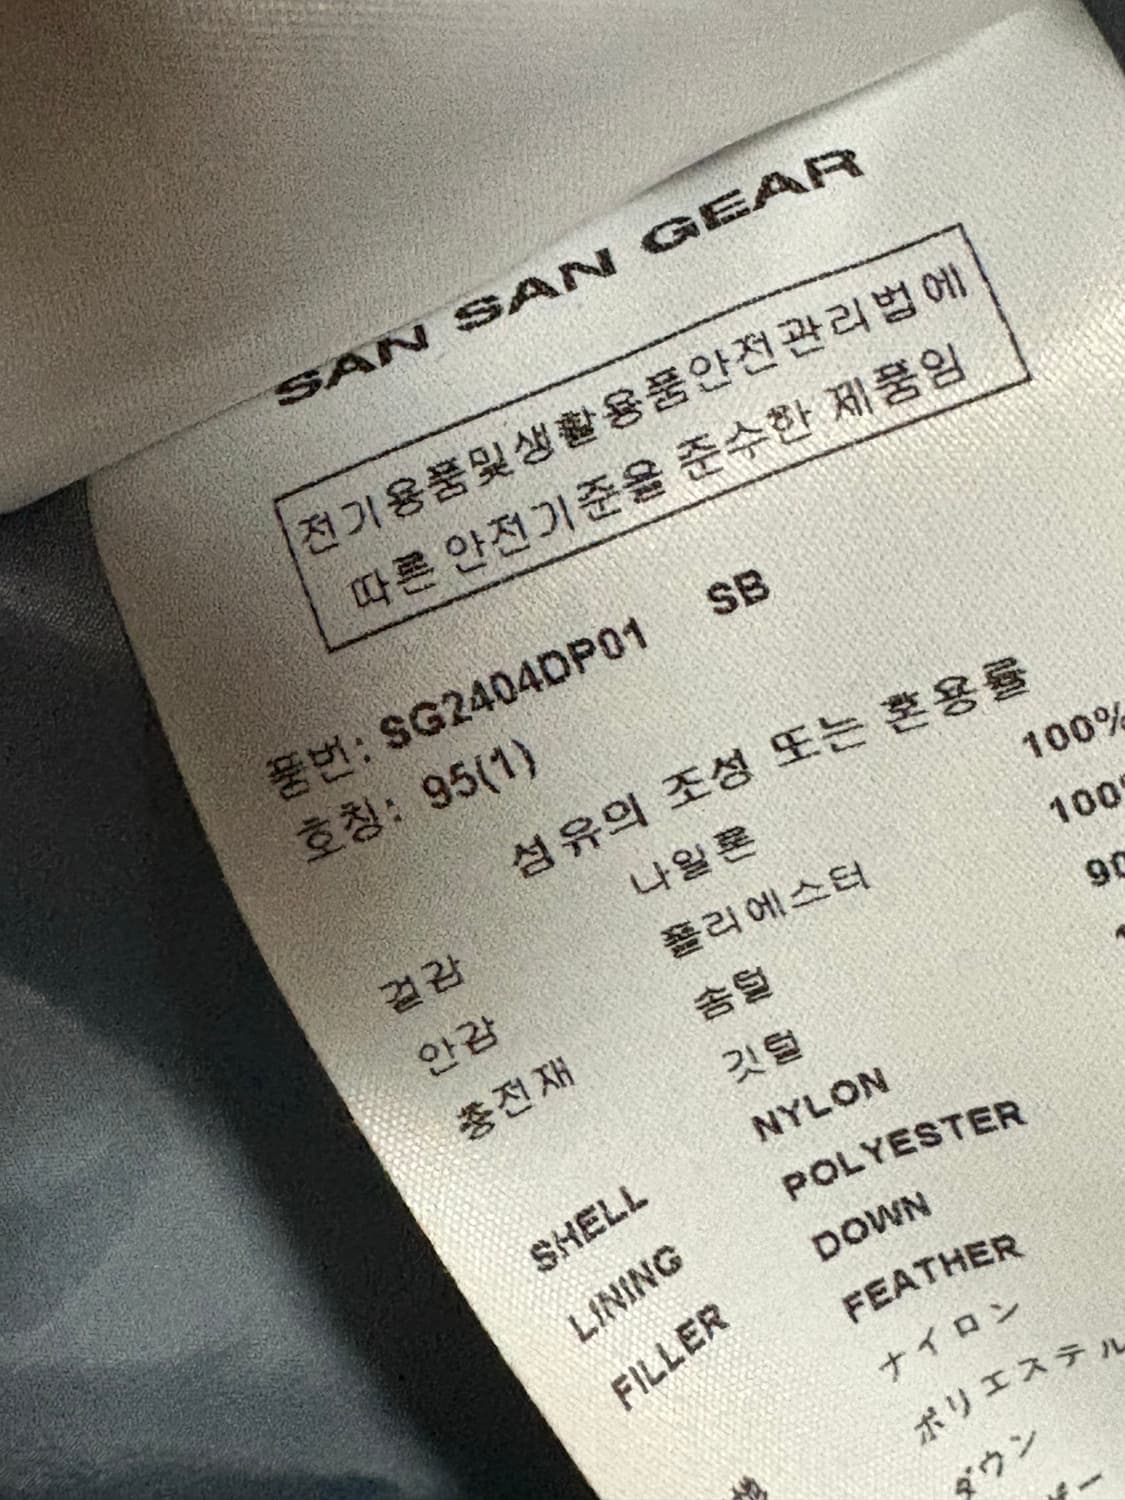 SAN SAN GEAR
전기용품및생활용품안전관리법에
따른 안전기준을 준수한 제품임
품번: SG2404DP01 SB
호칭: 95(1)
섬유의 조성 또는 혼용률
겉감 나일론 100%
안감 폴리에스터 100%
충전재 솜털 90
깃털 1
SHELL NYLON
LINING POLYESTER
FILLER DOWN
FEATHER
ナイロン
ポリエステル
ダウン